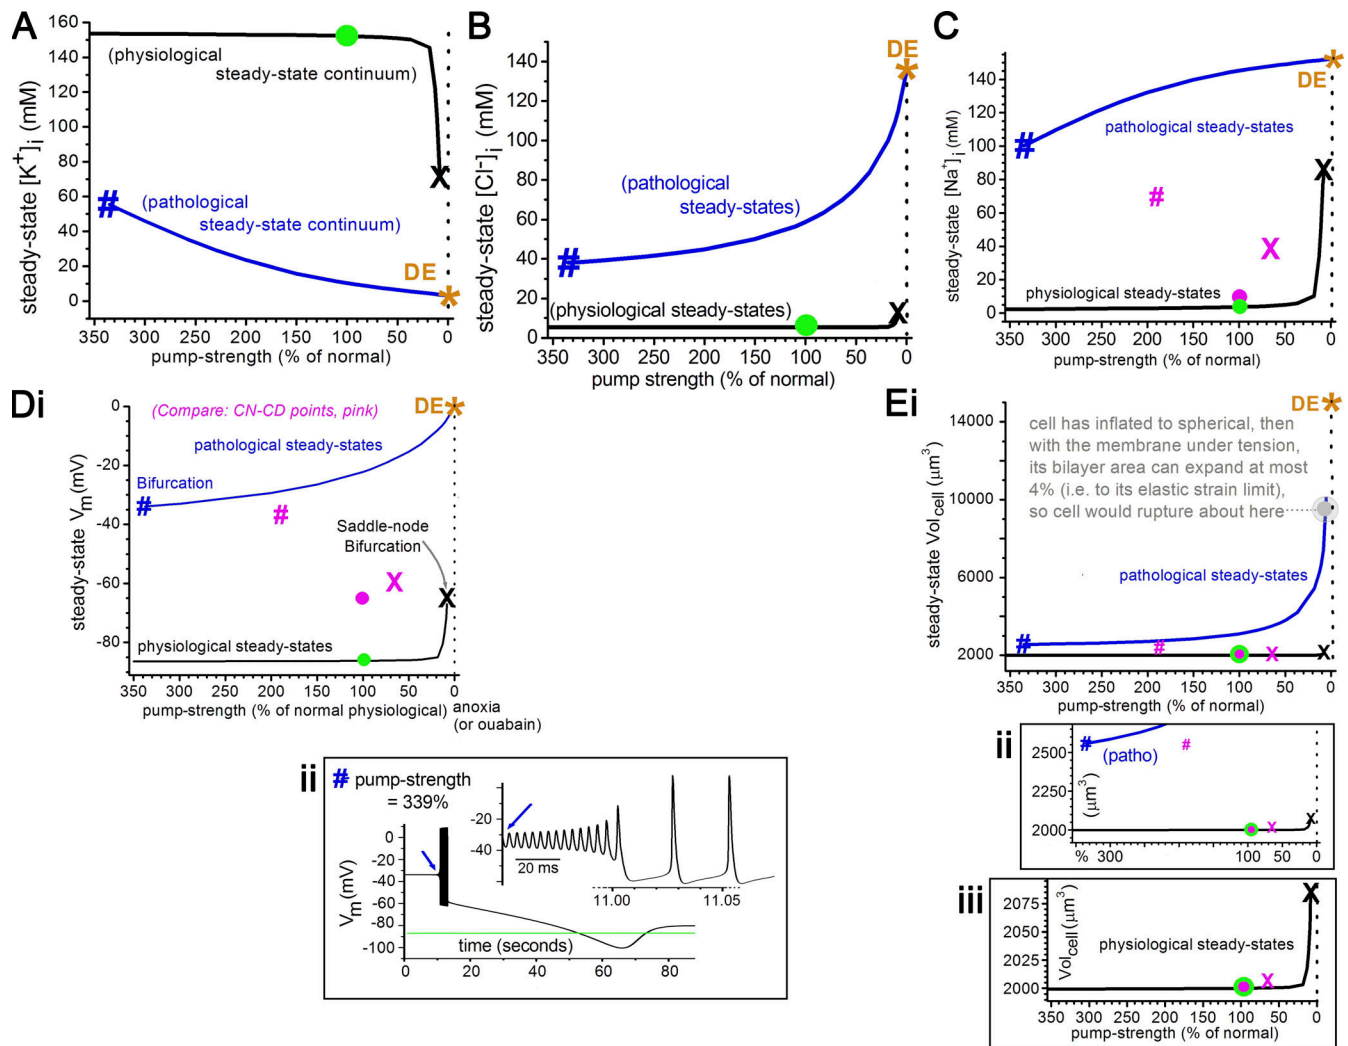 A
160
140
120
100
80
60
40
20
0
steady-state [K⁺]ᵢ (mM)
(physiological
steady-state continuum)
X
#
(pathological
steady-state continuum)
DE
*
350 300 250 200 150 100 50 0
pump-strength (% of normal)
B
160
140
120
100
80
60
40
20
0
steady-state [Cl⁻]ᵢ (mM)
DE
*
(pathological
steady-states)
#
(physiological steady-states)
X
350 300 250 200 150 100 50 0
pump strength (% of normal)
C
140
120
100
80
60
40
20
0
steady-state [Na⁺]ᵢ (mM)
*
DE
pathological steady-states
#
#
X
X
physiological steady-states
350 300 250 200 150 100 50 0
pump-strength (% of normal)
Di
0
-20
-40
-60
-80
steady-state Vm (mV)
(Compare: CN-CD points, pink)
DE
*
pathological steady-states
Bifurcation
#
#
Saddle-node
Bifurcation
X
X
physiological steady-states
350 300 250 200 150 100 50 0
pump-strength (% of normal physiological)
anoxia
(or ouabain)
ii
# pump-strength
= 339%
0
-20
-40
-60
-80
-100
Vm (mV)
0
-20
-40
20 ms
11.00 11.05
time (seconds)
0 20 40 60 80
Ei
15000
14000
10000
6000
2000
steady-state Volcell (μm³)
DE
*
cell has inflated to spherical, then
with the membrane under tension,
its bilayer area can expand at most
4% (i.e. to its elastic strain limit),
so cell would rupture about here
pathological steady-states
#
#
X
X
350 300 250 200 150 100 50 0
pump-strength (% of normal)
ii
2500
2250
2000
#
#
(patho)
(μm³)
X
X
% 300 100 50 0
iii
2075
2050
2025
2000
Volcell (μm³)
X
physiological steady-states
X
350 300 250 200 150 100 50 0
pump-strength (% of normal)